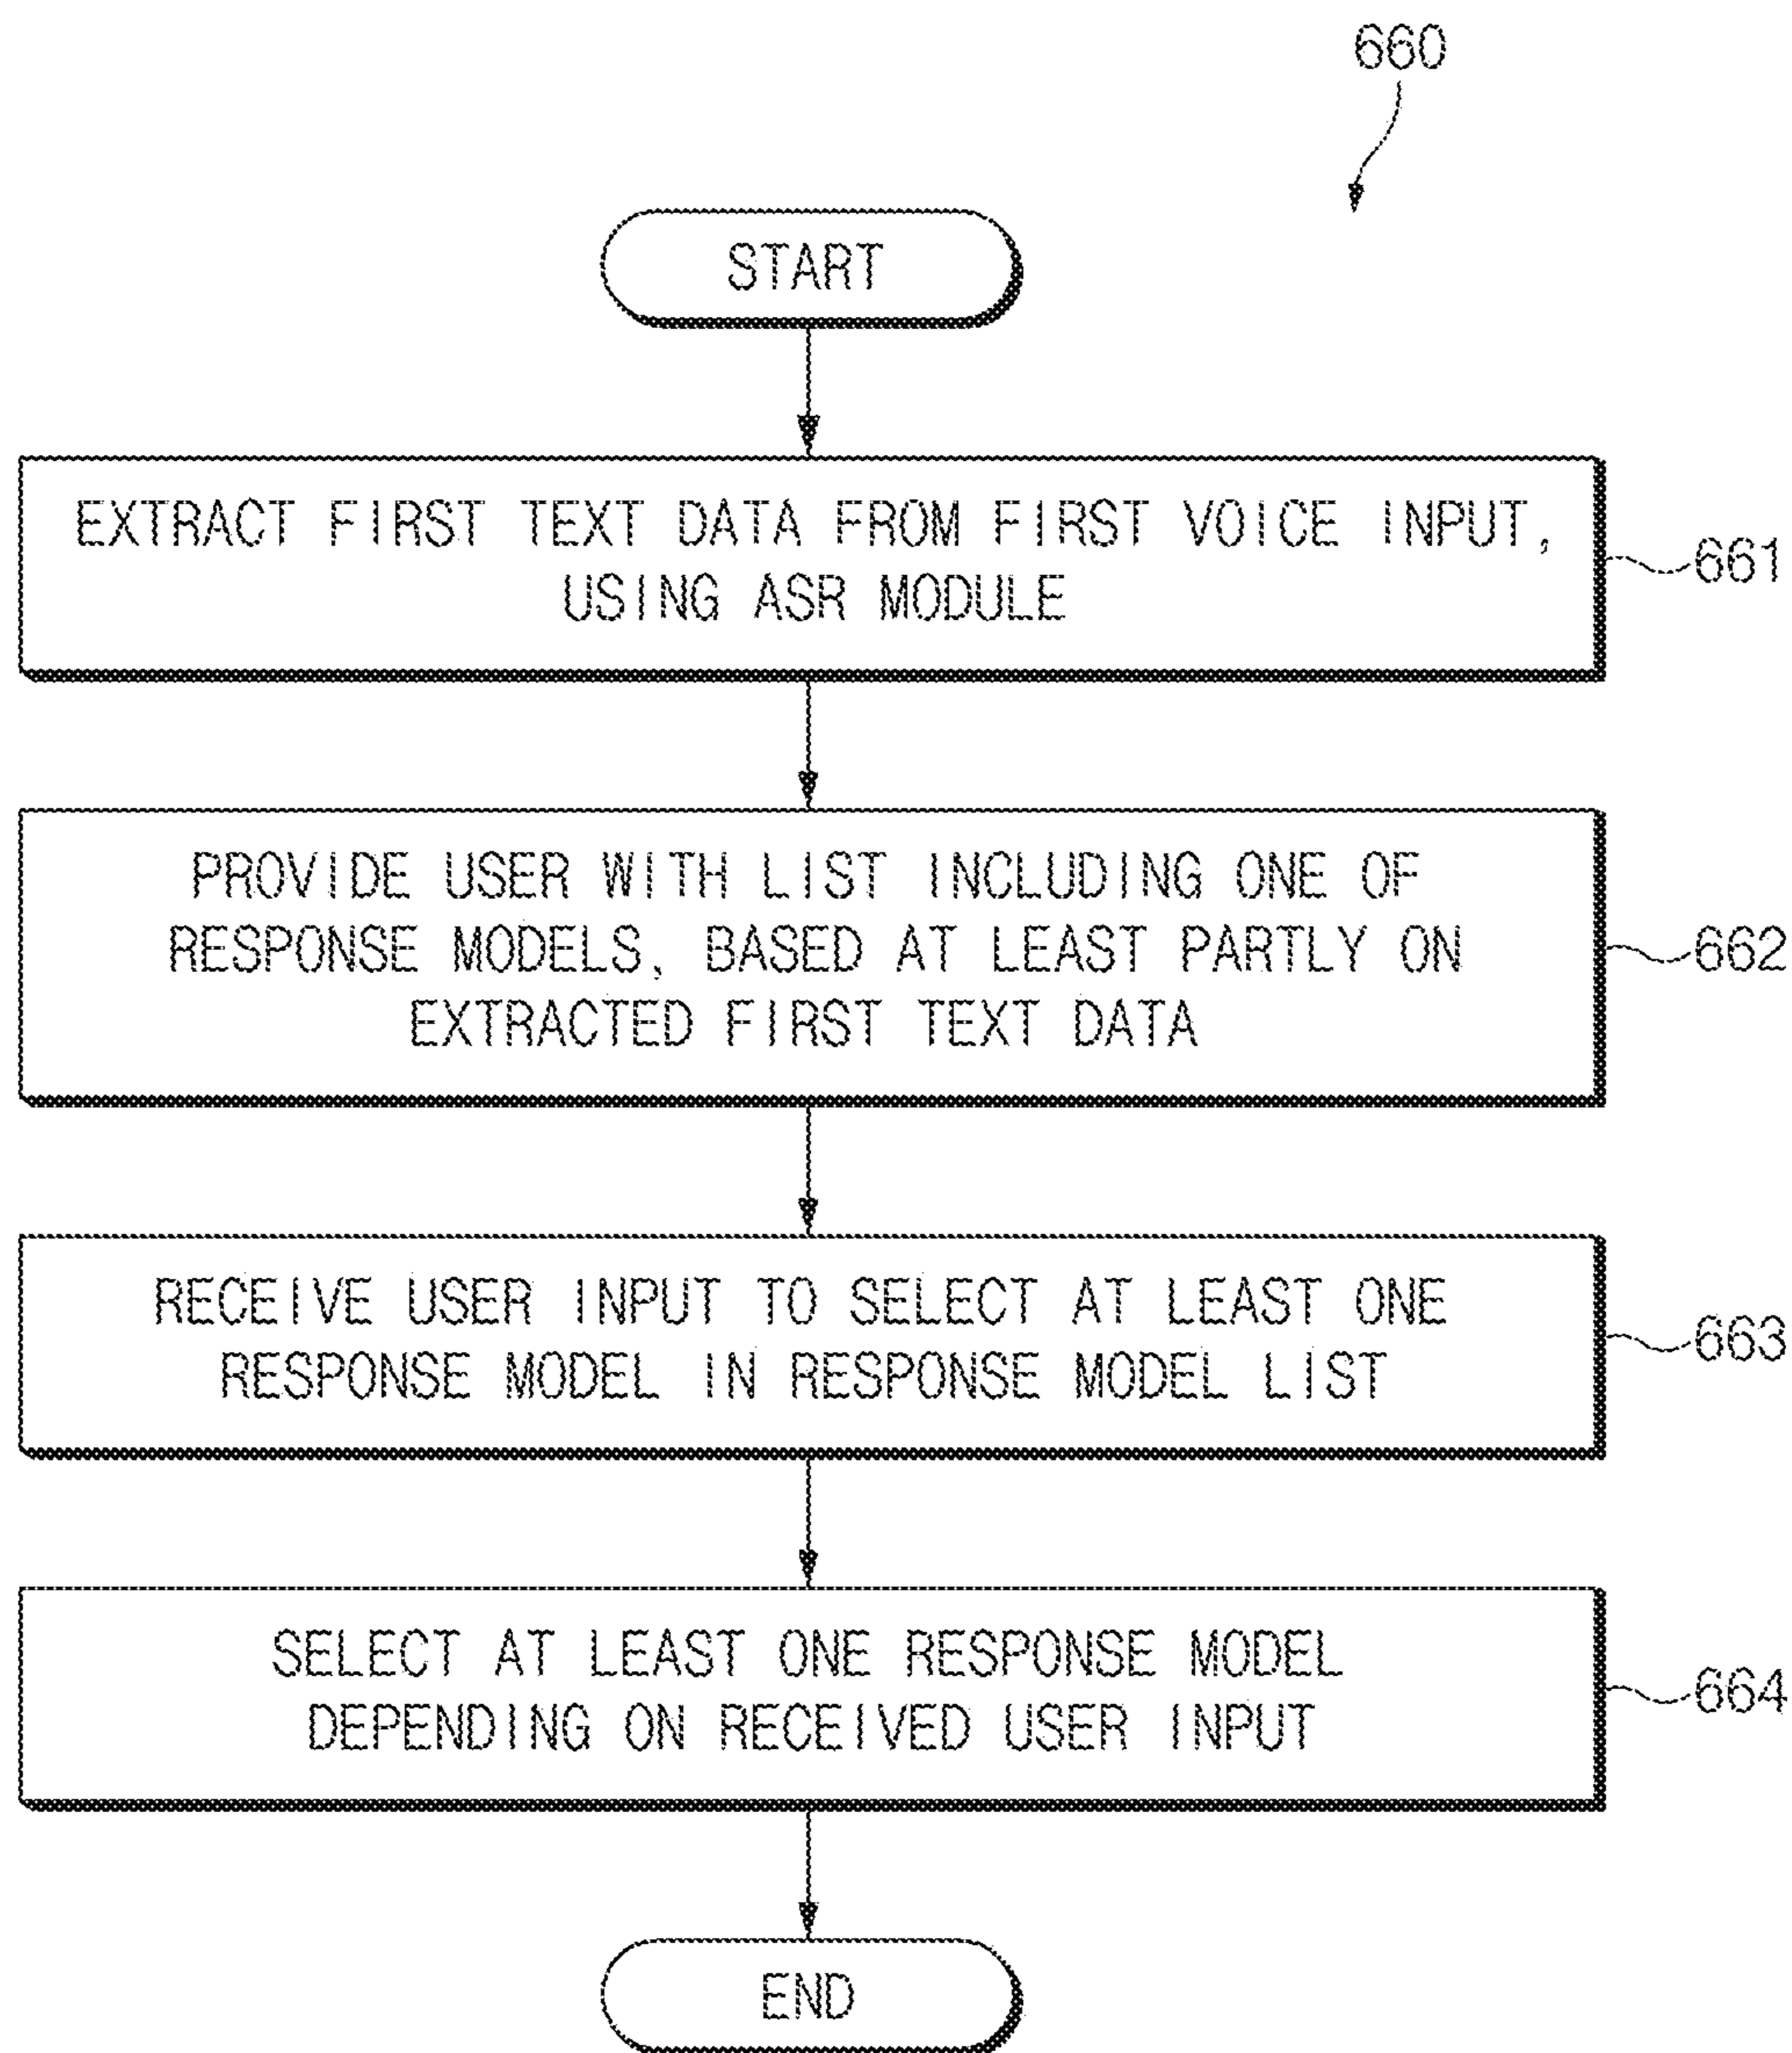 660
START
EXTRACT FIRST TEXT DATA FROM FIRST VOICE INPUT,
USING ASR MODULE
661
PROVIDE USER WITH LIST INCLUDING ONE OF
RESPONSE MODELS, BASED AT LEAST PARTLY ON
EXTRACTED FIRST TEXT DATA
662
RECEIVE USER INPUT TO SELECT AT LEAST ONE
RESPONSE MODEL IN RESPONSE MODEL LIST
663
SELECT AT LEAST ONE RESPONSE MODEL
DEPENDING ON RECEIVED USER INPUT
664
END